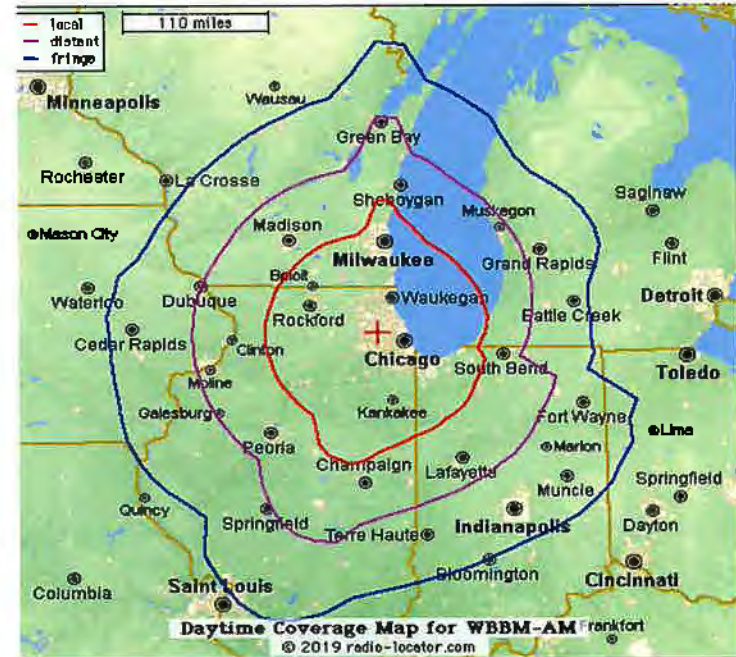 local
distant
fringe
110 miles
Minneapolis
Wausau
Green Bay
Rochester
La Crosse
Sheboygan
Saginaw
Mason City
Madison
Muskegon
Milwaukee
Grand Rapids
Flint
Waterloo
Dubuque
Beloit
Waukegan
Detroit
Rockford
Battle Creek
Cedar Rapids
Clinton
Chicago
South Bend
Toledo
Moline
Galesburg
Kankakee
Fort Wayne
Lima
Peoria
Marion
Champaign
Lafayette
Muncie
Springfield
Quincy
Springfield
Indianapolis
Dayton
Terre Haute
Bloomington
Cincinnati
Columbia
Saint Louis
Daytime Coverage Map for WBBM-AM
Frankfort
© 2019 radio-locator.com